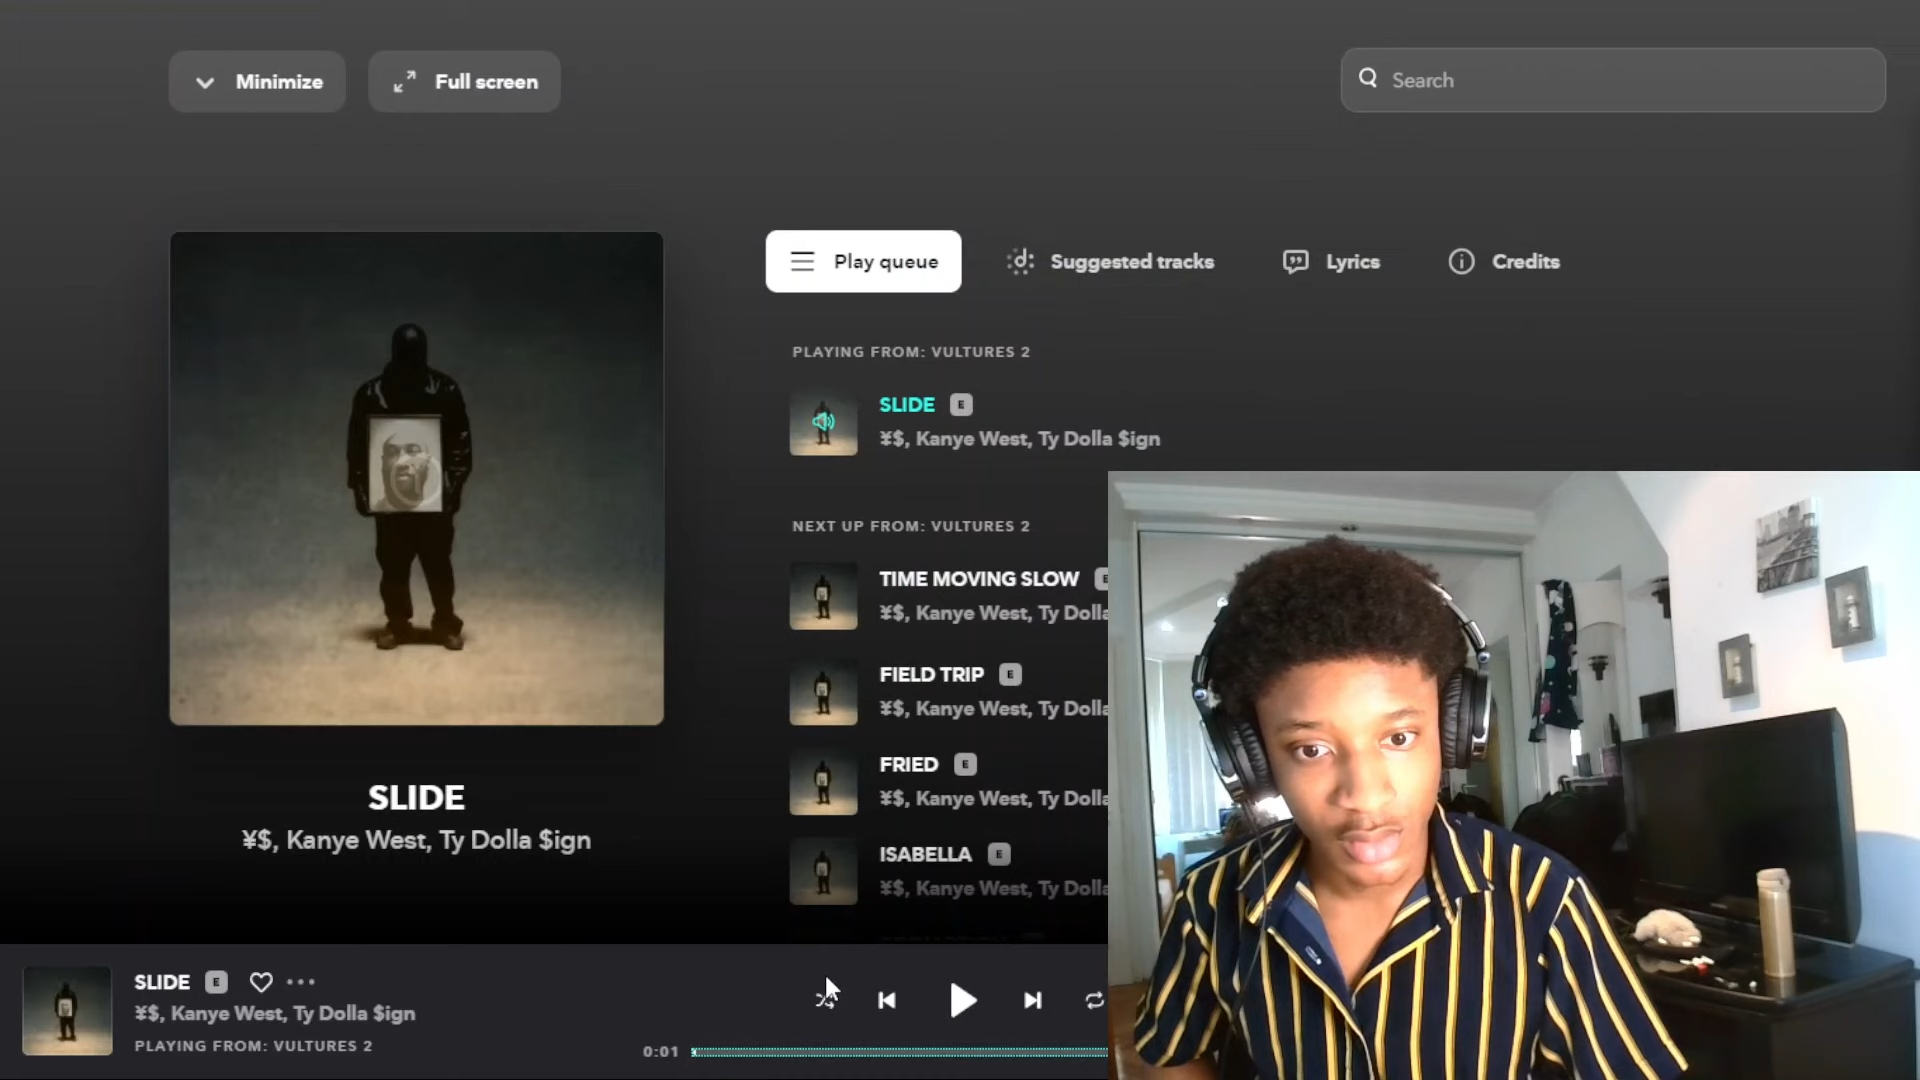 Minimize
Full screen
Search
Play queue
Suggested tracks
Lyrics
Credits
PLAYING FROM: VULTURES 2
SLIDE E
¥$, Kanye West, Ty Dolla $ign
NEXT UP FROM: VULTURES 2
TIME MOVING SLOW E
¥$, Kanye West, Ty Dolla
FIELD TRIP E
¥$, Kanye West, Ty Dolla
FRIED E
¥$, Kanye West, Ty Dolla
ISABELLA E
¥$, Kanye West, Ty Dolla
SLIDE
¥$, Kanye West, Ty Dolla $ign
SLIDE E
¥$, Kanye West, Ty Dolla $ign
PLAYING FROM: VULTURES 2
0:01